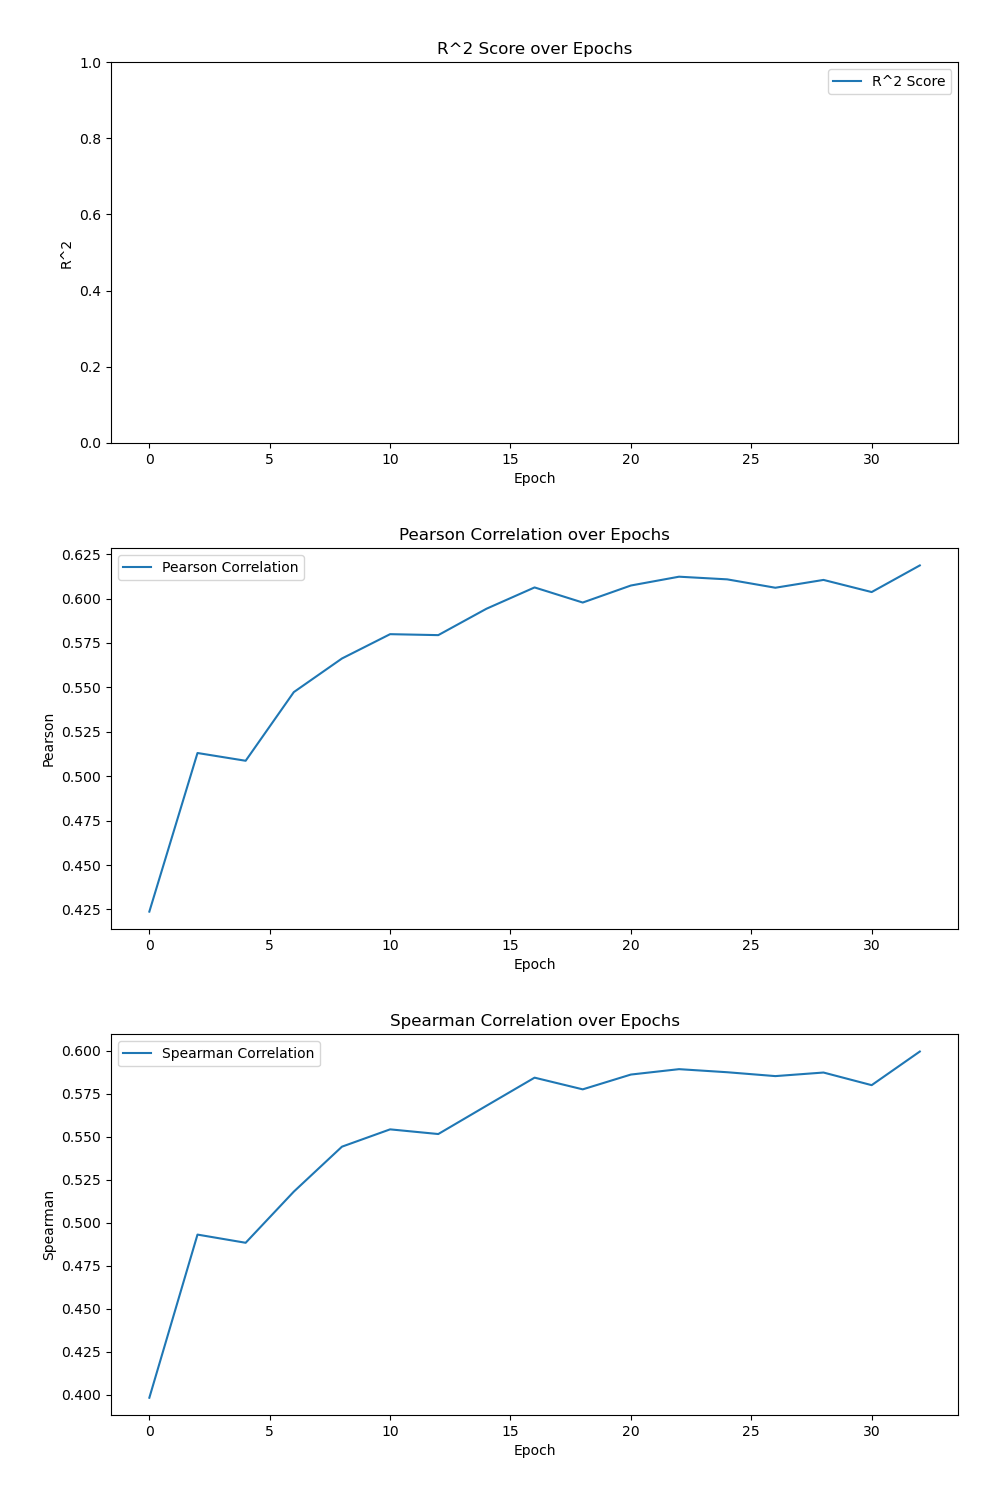 R^2 Score over Epochs
1.0
R^2 Score
0.8
0.6
R^2
0.4
0.2
0.0
0 5 10 15 20 25 30
Epoch
Pearson Correlation over Epochs
0.625
Pearson Correlation
0.600
0.575
0.550
0.525
Pearson
0.500
0.475
0.450
0.425
0 5 10 15 20 25 30
Epoch
Spearman Correlation over Epochs
0.600
Spearman Correlation
0.575
0.550
0.525
0.500
Spearman
0.475
0.450
0.425
0.400
0 5 10 15 20 25 30
Epoch